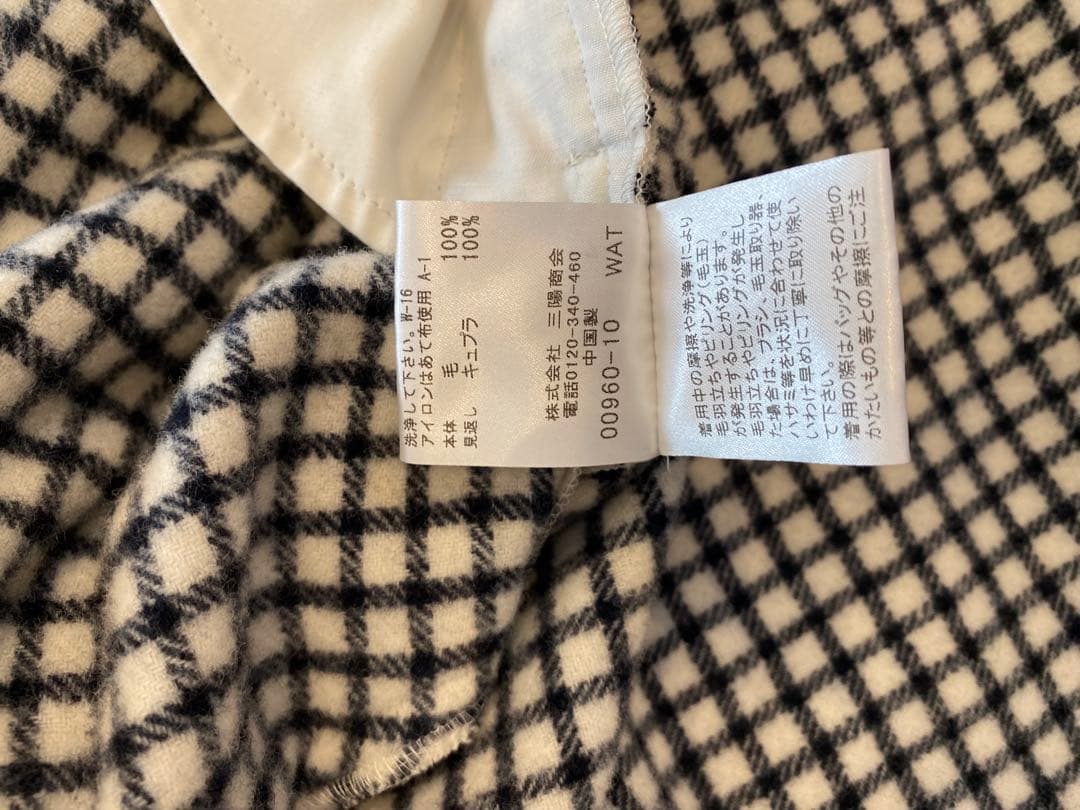 洗浄して下さい。W-16
アイロンはあて布使用 A-1
本体 毛 100%
見返し キュプラ 100%
株式会社 三陽商会
電話0120-340-460
中国製
00960-10 WAT
着用中の摩擦や洗浄等により
毛羽立ちやピリング(毛玉)
が発生することがあります。
毛羽立ちやピリングが発生し
た場合は、ブラシ、毛玉取り器、
ハサミ等を状況に合わせて使
いわけ早めに丁寧に取り除い
て下さい。
着用の際はバッグやその他の
かたいもの等との摩擦にご注